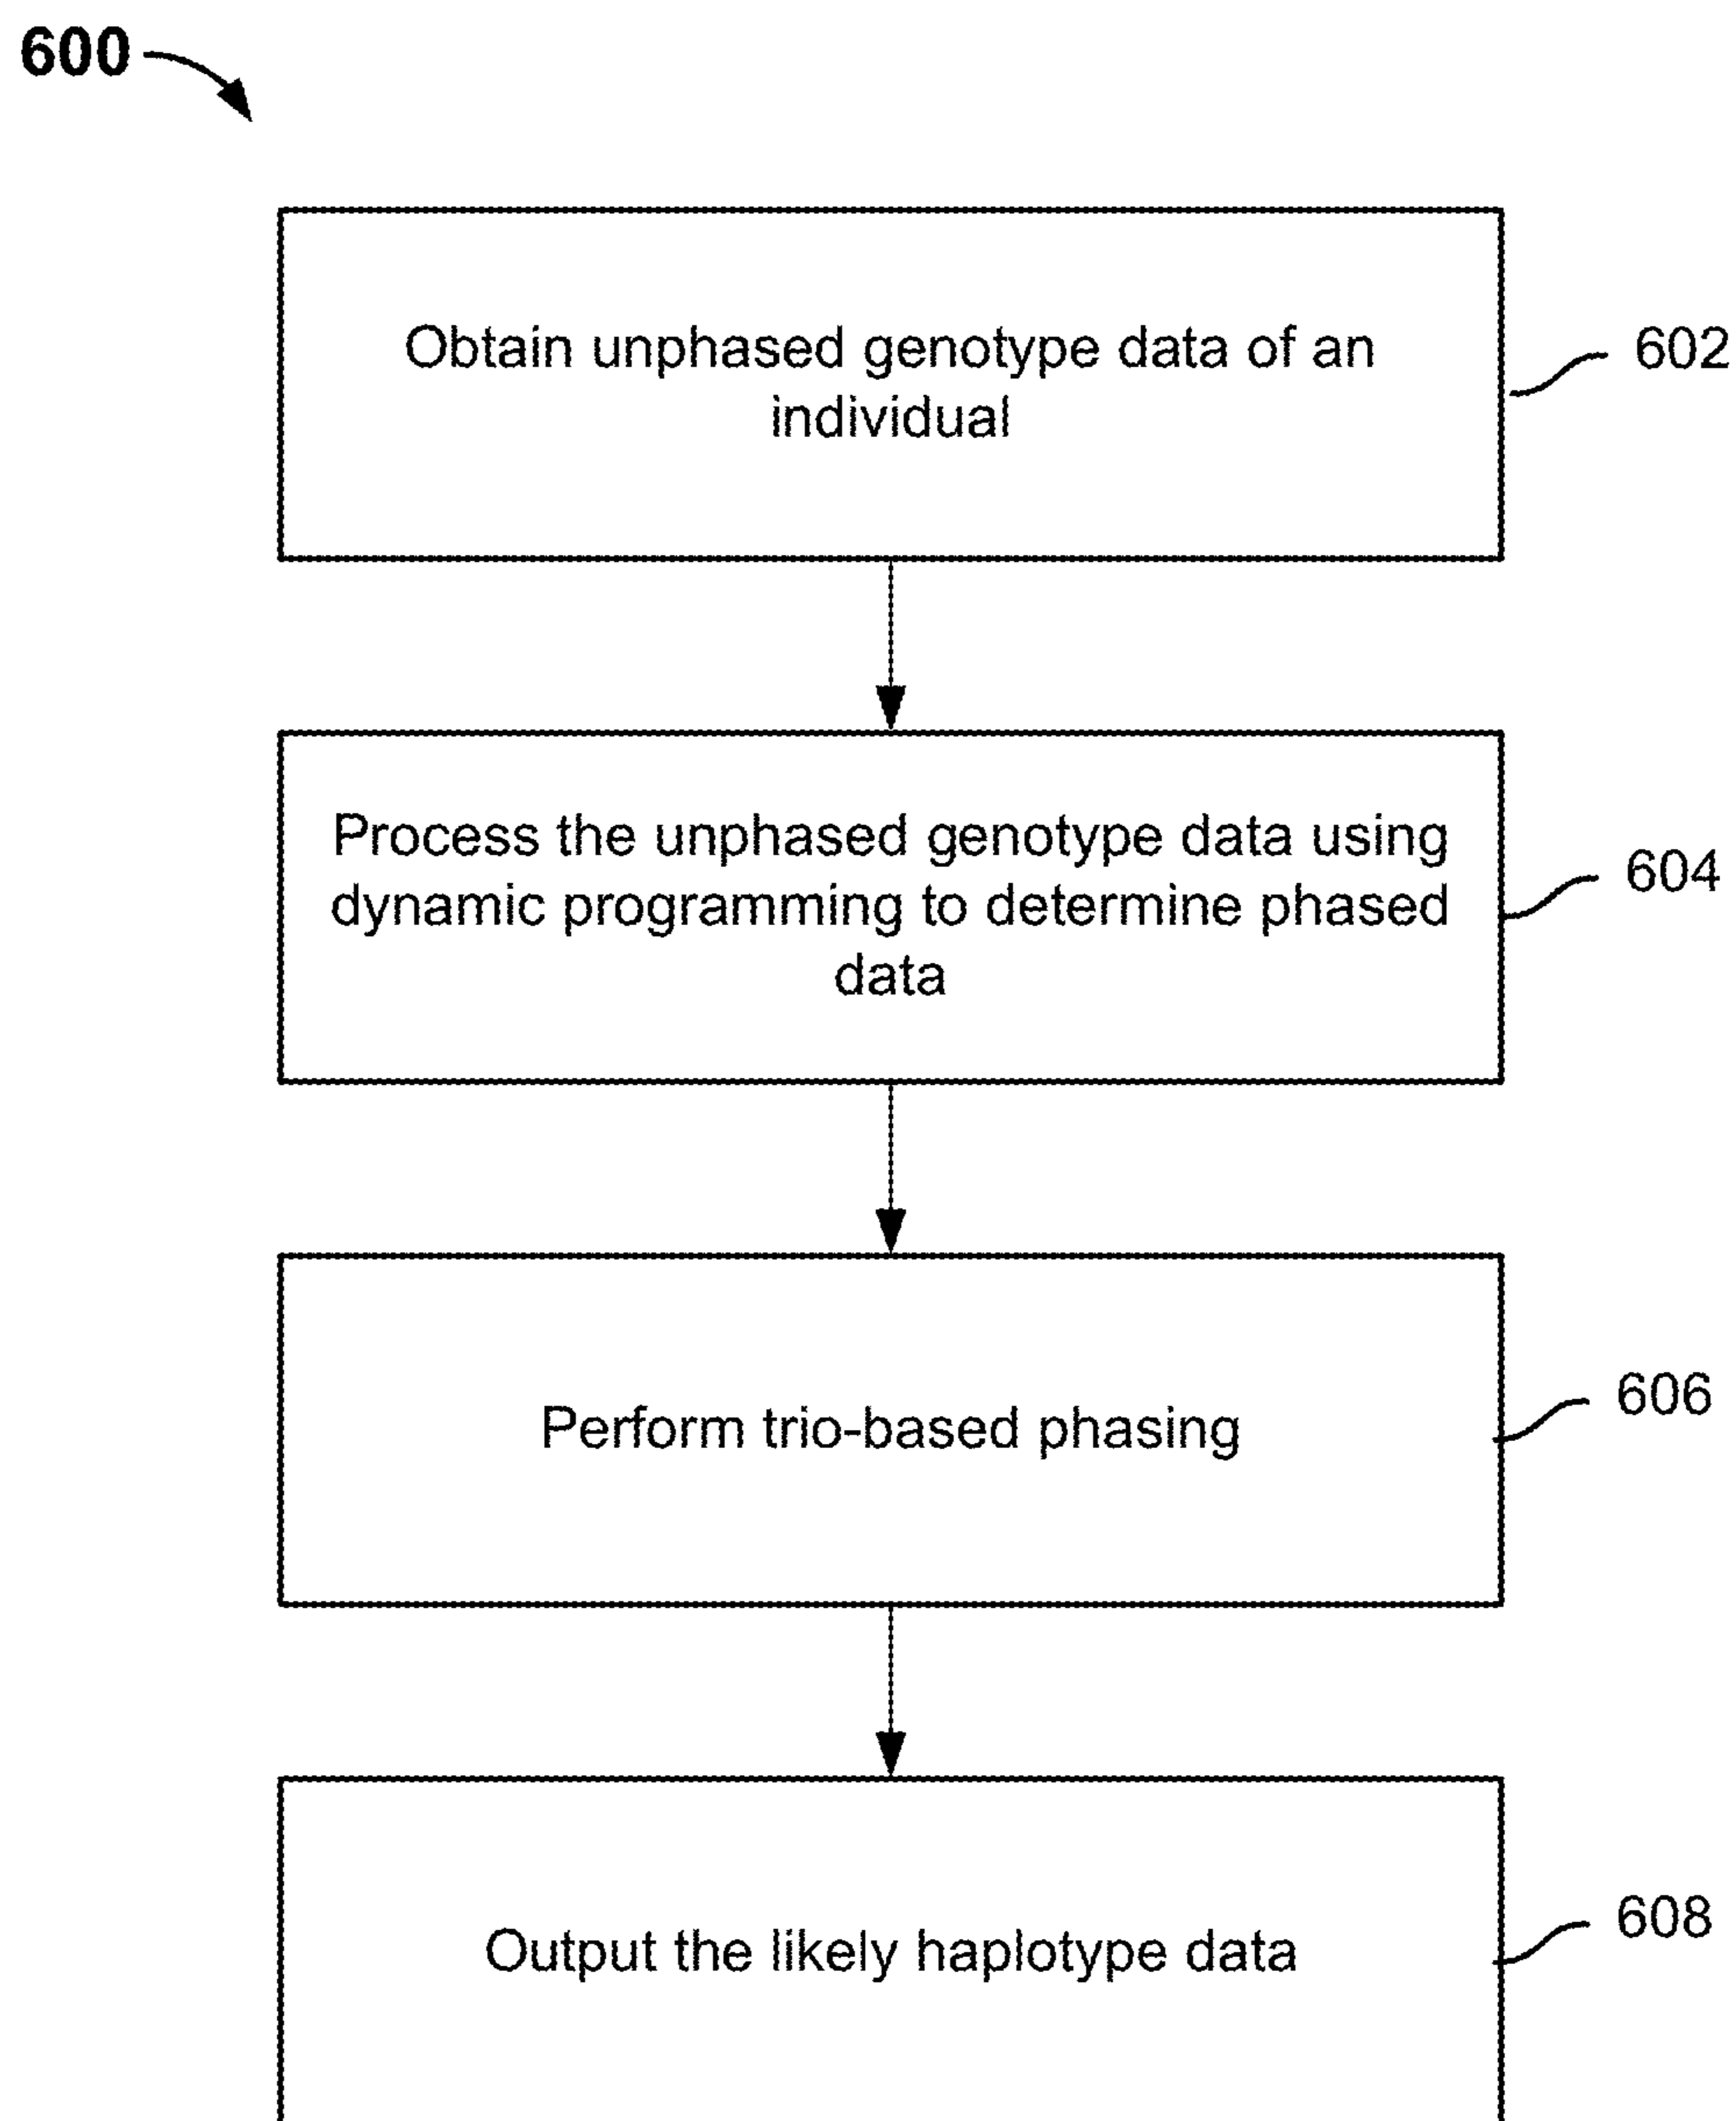 600
Obtain unphased genotype data of an
individual
602
Process the unphased genotype data using
dynamic programming to determine phased
data
604
Perform trio-based phasing
606
Output the likely haplotype data
608